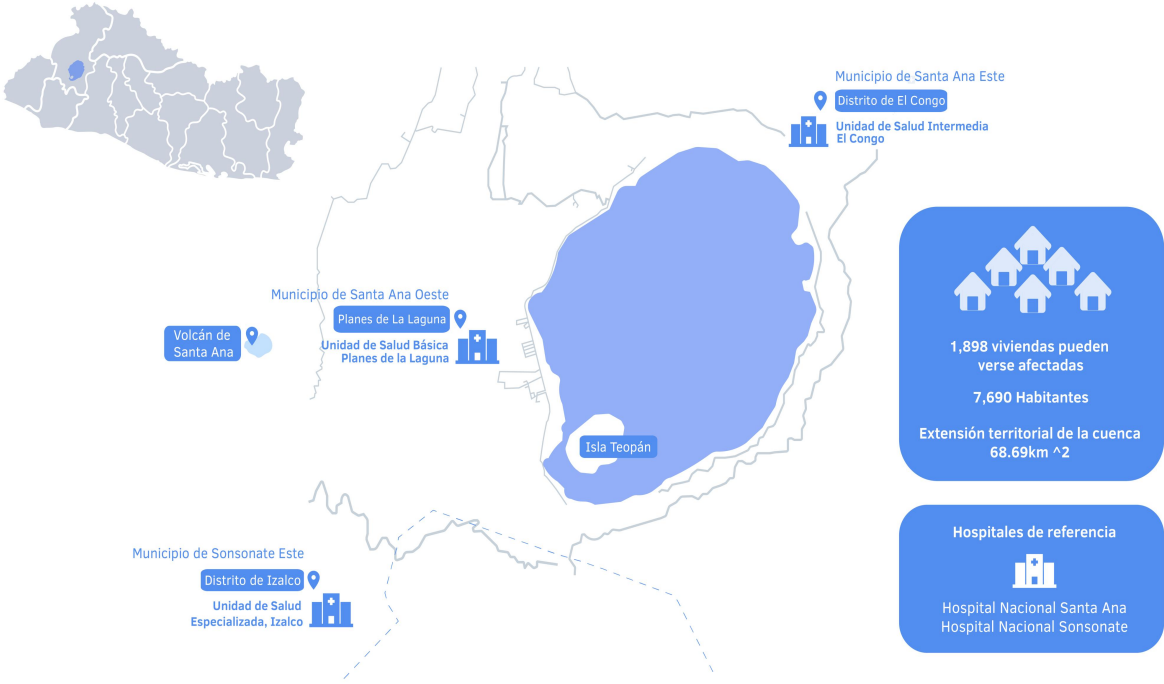 Municipio de Santa Ana Este
Distrito de El Congo
Unidad de Salud Intermedia
El Congo
Municipio de Santa Ana Oeste
Planes de La Laguna
Unidad de Salud Básica
Planes de la Laguna
Volcán de
Santa Ana
Isla Teopán
Municipio de Sonsonate Este
Distrito de Izalco
Unidad de Salud
Especializada, Izalco
1,898 viviendas pueden
verse afectadas
7,690 Habitantes
Extensión territorial de la cuenca
68.69km ^2
Hospitales de referencia
Hospital Nacional Santa Ana
Hospital Nacional Sonsonate